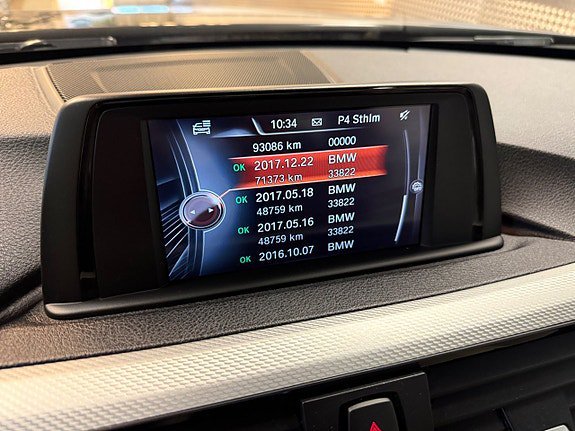 10:34 P4 Sthlm
93086 km 00000
OK 2017.12.22 BMW
71373 km 33822
OK 2017.05.18 BMW
48759 km 33822
OK 2017.05.16 BMW
48759 km 33822
OK 2016.10.07 BMW